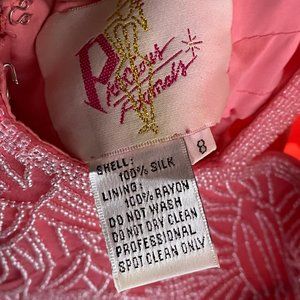 Precious
Formals
8
SHELL:
100% SILK
LINING:
100% RAYON
DO NOT WASH
DO NOT DRY CLEAN
PROFESSIONAL
SPOT CLEAN ONLY